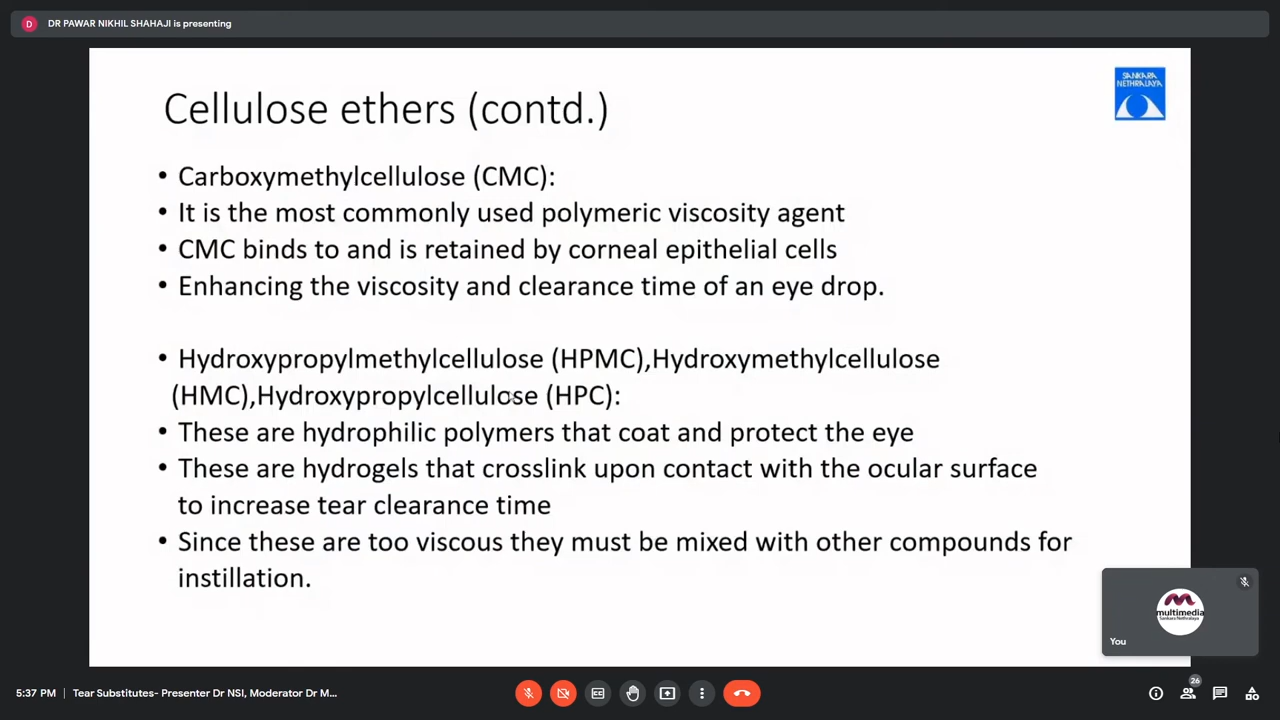 D DR PAWAR NIKHIL SHAHAJI is presenting
SANKARA
NETHRALAYA
Cellulose ethers (contd.)
• Carboxymethylcellulose (CMC):
• It is the most commonly used polymeric viscosity agent
• CMC binds to and is retained by corneal epithelial cells
• Enhancing the viscosity and clearance time of an eye drop.
• Hydroxypropylmethylcellulose (HPMC),Hydroxymethylcellulose
(HMC),Hydroxypropylcellulose (HPC):
• These are hydrophilic polymers that coat and protect the eye
• These are hydrogels that crosslink upon contact with the ocular surface
to increase tear clearance time
• Since these are too viscous they must be mixed with other compounds for
instillation.
multimedia
Sankara Nethralaya
You
5:37 PM | Tear Substitutes- Presenter Dr NSI, Moderator Dr M...
26